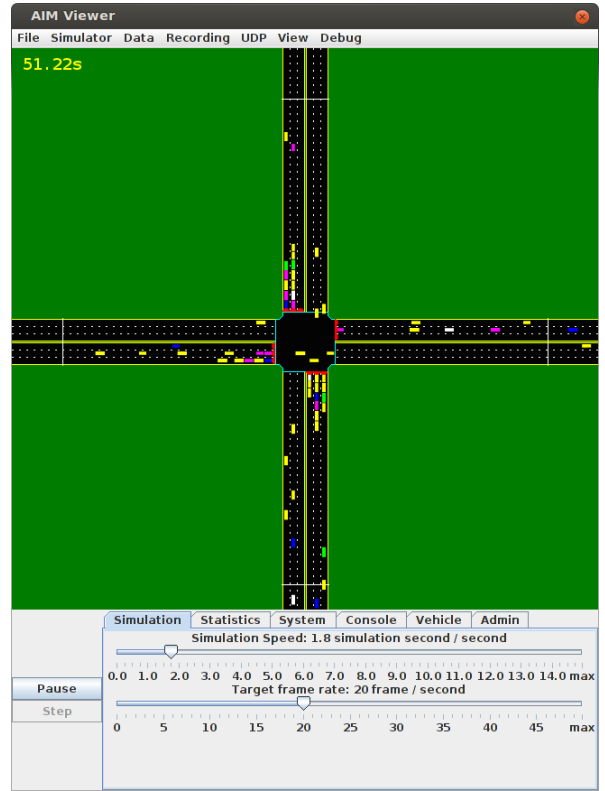 AIM Viewer
File Simulator Data Recording UDP View Debug
51.22s
Simulation Statistics System Console Vehicle Admin
Simulation Speed: 1.8 simulation second / second
0.0 1.0 2.0 3.0 4.0 5.0 6.0 7.0 8.0 9.0 10.0 11.0 12.0 13.0 14.0 max
Pause
Target frame rate: 20 frame / second
Step
0 5 10 15 20 25 30 35 40 45 max